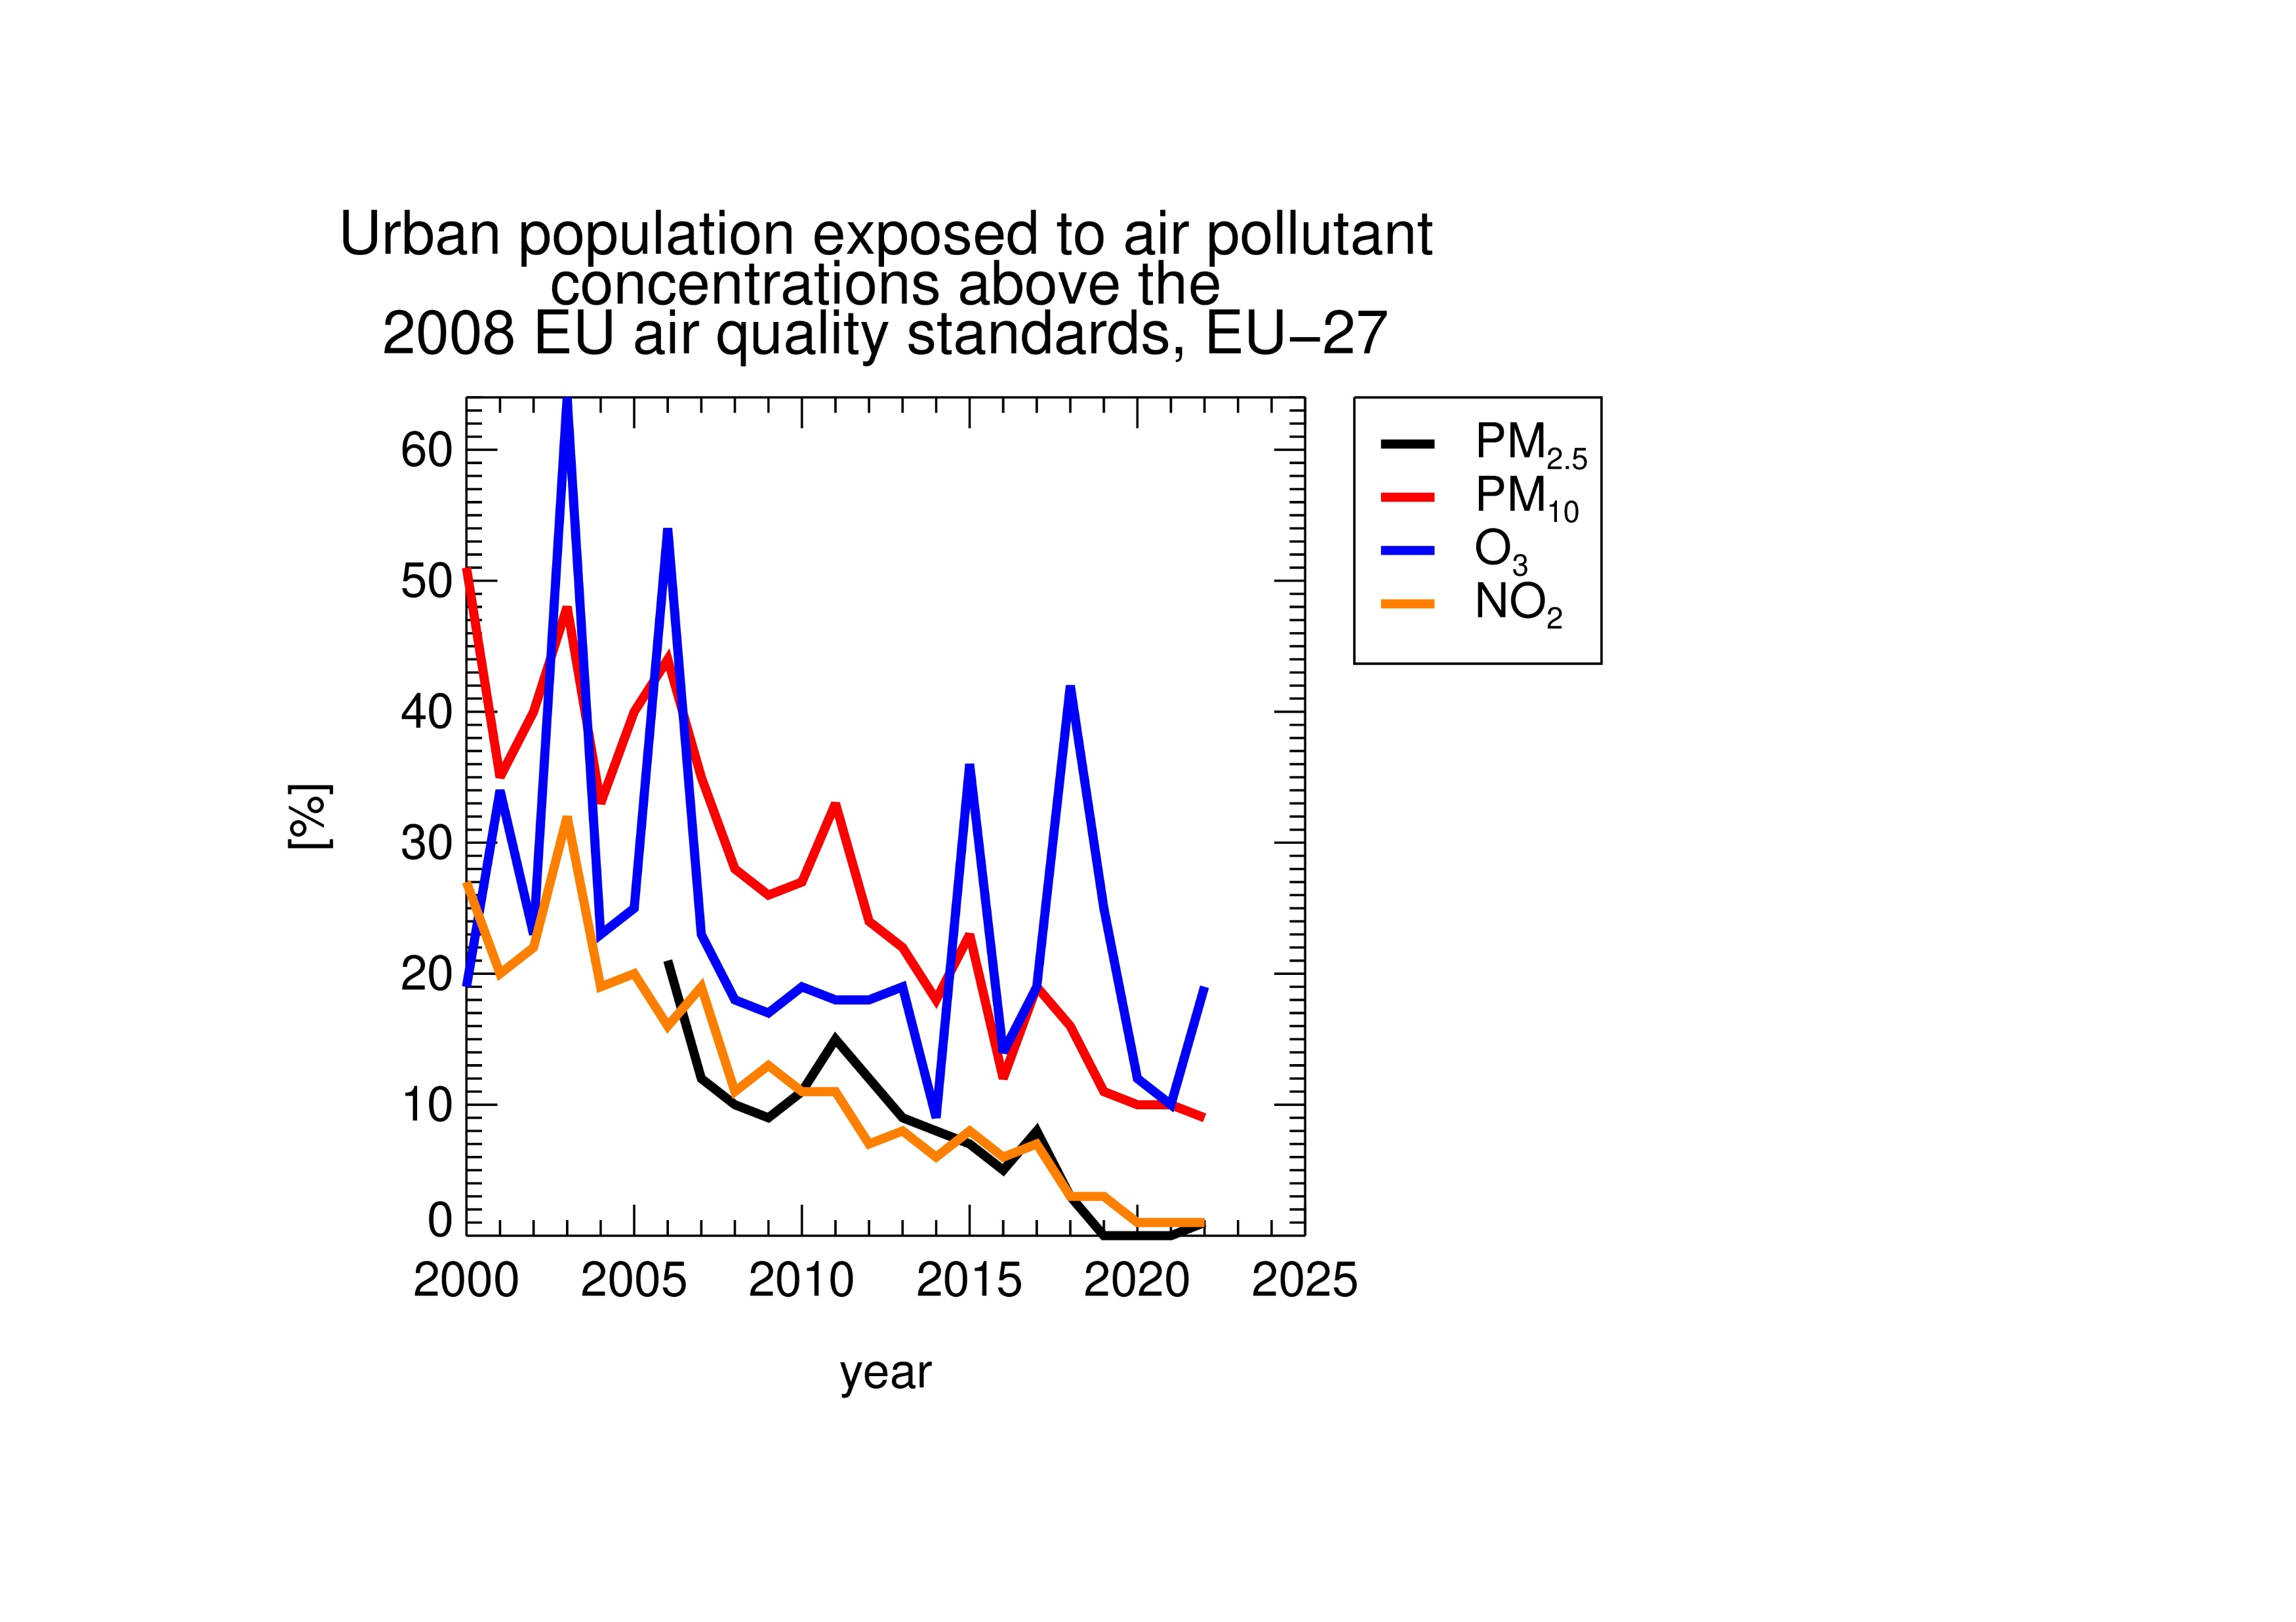 Urban population exposed to air pollutant
concentrations above the
2008 EU air quality standards, EU−27
PM2.5
PM10
O3
NO2
[%]
60
50
40
30
20
10
0
2000 2005 2010 2015 2020 2025
year